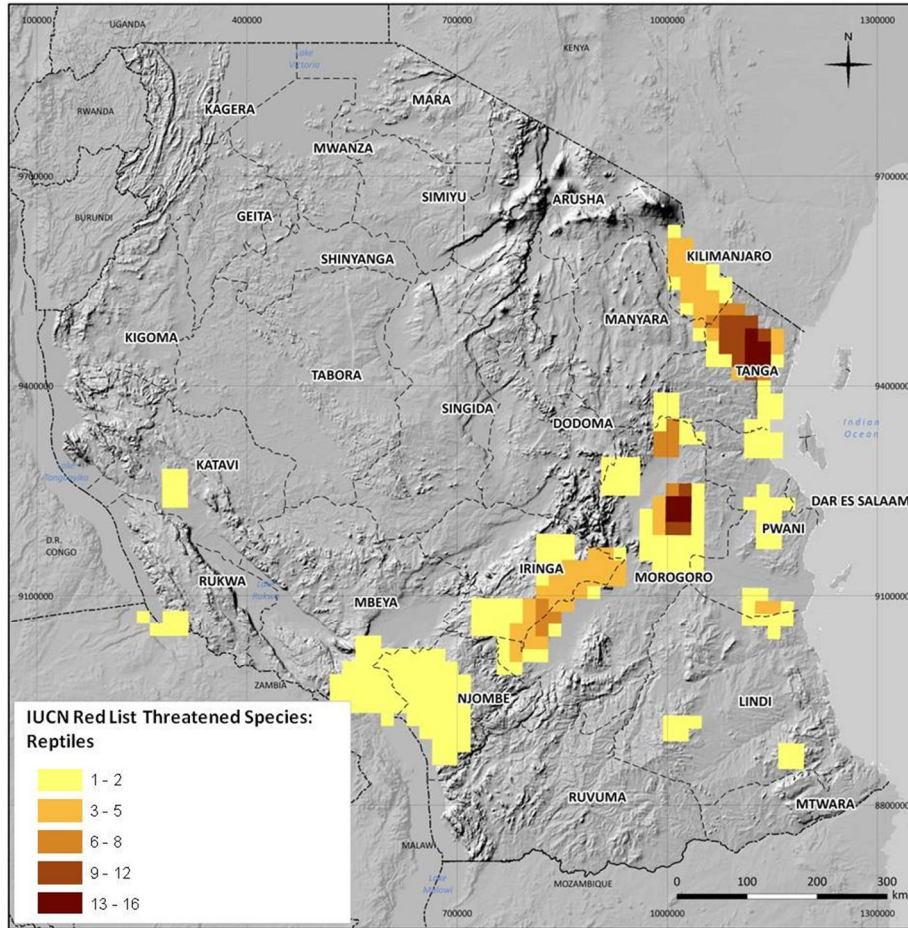 1000000 400000 7000000 1000000 1300000
UGANDA
Lake
Victoria
KENYA
N
RWANDA
KAGERA
MARA
MWANZA
9700000
9700000
SIMIYU
ARUSHA
BURUNDI
GEITA
SHINYANGA
KILIMANJARO
KIGOMA
MANYARA
TABORA
TANGA
9400000
9400000
SINGIDA
DODOMA
Indian
Ocean
KATAVI
Lake
Tanganyika
DAR ES SALAAM
PWANI
D.R.
CONGO
IRINGA
MOROGORO
RUKWA
Lake
Rukwa
MBEYA
9100000
9100000
ZAMBIA
NJOMBE
LINDI
IUCN Red List Threatened Species:
Reptiles
1 - 2
3 - 5
6 - 8
9 - 12
13 - 16
RUVUMA
MTWARA
8800000
MALAWI
Lake
Malawi
MOZAMBIQUE
0 100 200 300
km
7000000 1000000 1300000